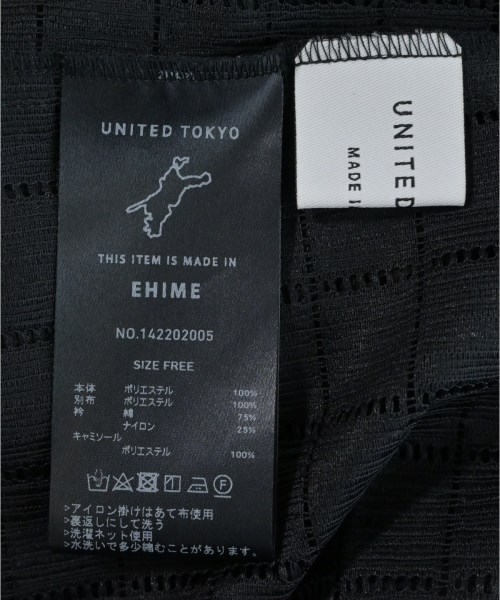 UNITED TOKYO
THIS ITEM IS MADE IN
EHIME
NO.142202005
SIZE FREE
本体 ポリエステル 100%
別布 ポリエステル 100%
衿 綿 75%
ナイロン 25%
キャミソール
ポリエステル 100%
F
>アイロン掛けはあて布使用
>裏返しにして洗う
>洗濯ネット使用
>水洗いで多少縮むことがあります。
UNITED
MADE I